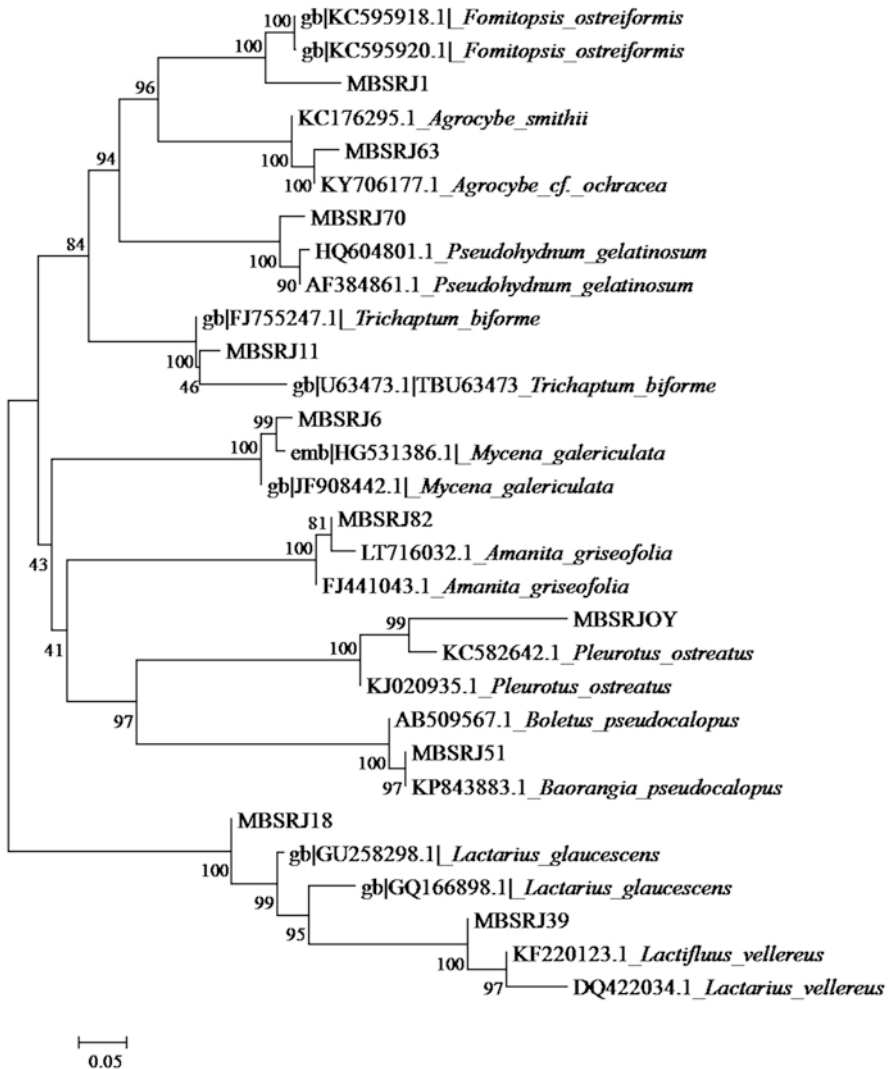 100
gb|KC595918.1|_Fomitopsis_ostreiformis
100
gb|KC595920.1|_Fomitopsis_ostreiformis
96
MBSRJ1
KC176295.1_Agrocybe_smithii
100
MBSRJ63
94
100
KY706177.1_Agrocybe_cf._ochracea
MBSRJ70
84
100
HQ604801.1_Pseudohydnum_gelatinosum
90
AF384861.1_Pseudohydnum_gelatinosum
gb|FJ755247.1|_Trichaptum_biforme
100
MBSRJ11
46
gb|U63473.1|TBU63473_Trichaptum_biforme
99
MBSRJ6
100
emb|HG531386.1|_Mycena_galericulata
gb|JF908442.1|_Mycena_galericulata
81
MBSRJ82
43
100
LT716032.1_Amanita_griseofolia
FJ441043.1_Amanita_griseofolia
99
MBSRJOY
41
100
KC582642.1_Pleurotus_ostreatus
KJ020935.1_Pleurotus_ostreatus
97
AB509567.1_Boletus_pseudocalopus
100
MBSRJ51
97
KP843883.1_Baorangia_pseudocalopus
MBSRJ18
100
gb|GU258298.1|_Lactarius_glaucescens
99
gb|GQ166898.1|_Lactarius_glaucescens
95
MBSRJ39
100
KF220123.1_Lactifluus_vellereus
97
DQ422034.1_Lactarius_vellereus
0.05